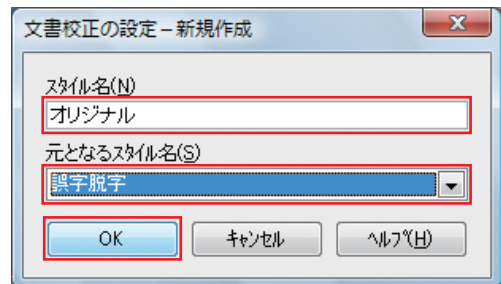 文書校正の設定－新規作成
ｽﾀｲﾙ名(N)
オリジナル
元となるｽﾀｲﾙ名(S)
誤字脱字
OK ｷｬﾝｾﾙ ﾍﾙﾌﾟ(H)